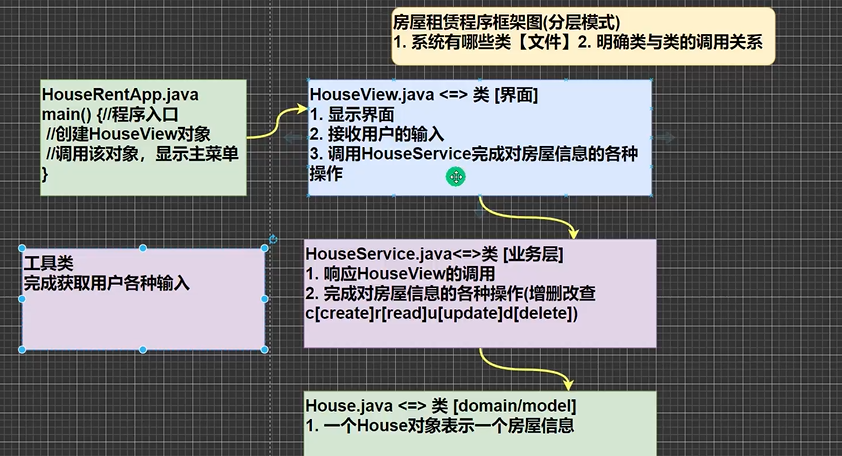 房屋租赁程序框架图(分层模式)
1. 系统有哪些类【文件】2. 明确类与类的调用关系
HouseRentApp.java
main() {//程序入口
//创建HouseView对象
//调用该对象，显示主菜单
}
HouseView.java <=> 类 [界面]
1. 显示界面
2. 接收用户的输入
3. 调用HouseService完成对房屋信息的各种
操作
工具类
完成获取用户各种输入
HouseService.java<=>类 [业务层]
1. 响应HouseView的调用
2. 完成对房屋信息的各种操作(增删改查
c[create]r[read]u[update]d[delete])
House.java <=> 类 [domain/model]
1. 一个House对象表示一个房屋信息